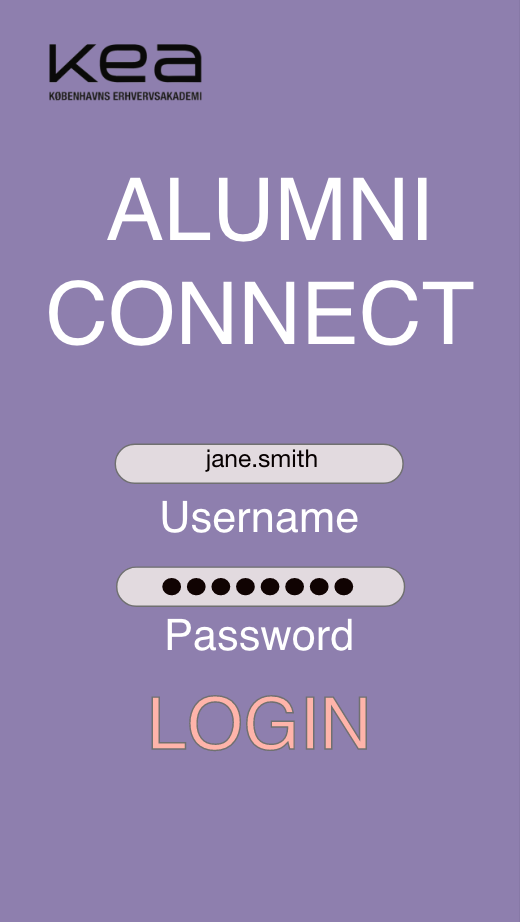 kea
KØBENHAVNS ERHVERVSAKADEMI
ALUMNI
CONNECT
jane.smith
Username
●●●●●●●●
Password
LOGIN